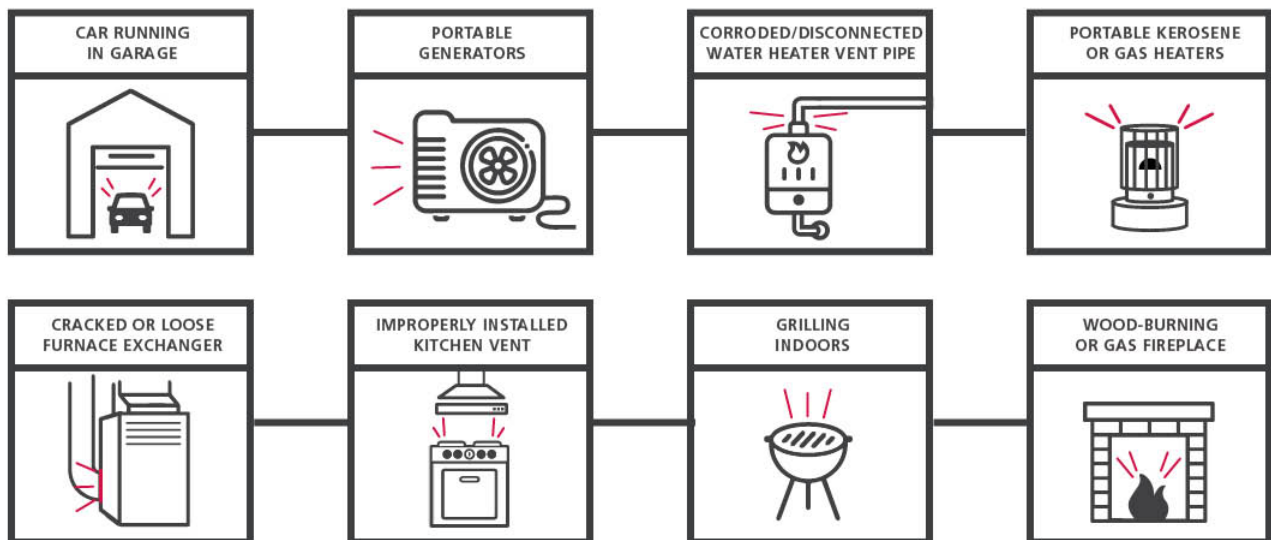 CAR RUNNING
IN GARAGE
PORTABLE
GENERATORS
CORRODED/DISCONNECTED
WATER HEATER VENT PIPE
PORTABLE KEROSENE
OR GAS HEATERS
CRACKED OR LOOSE
FURNACE EXCHANGER
IMPROPERLY INSTALLED
KITCHEN VENT
GRILLING
INDOORS
WOOD-BURNING
OR GAS FIREPLACE